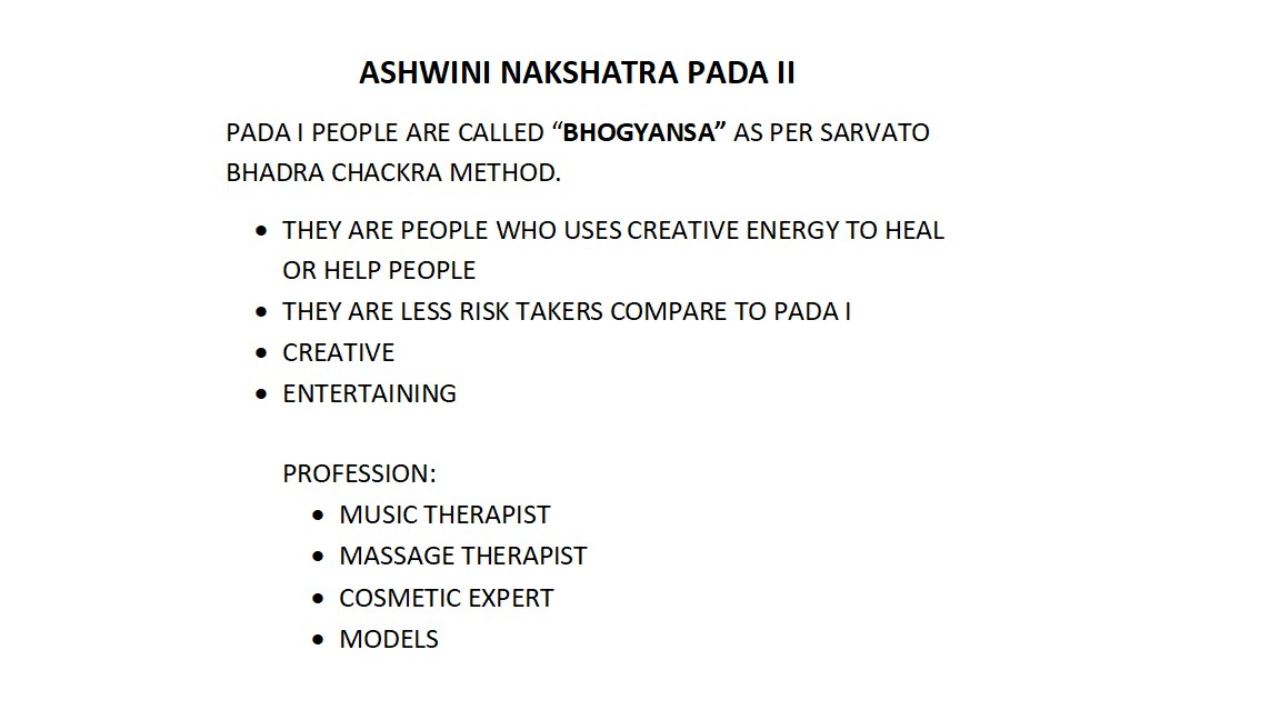 ASHWINI NAKSHATRA PADA II
PADA I PEOPLE ARE CALLED “BHOGYANSA” AS PER SARVATO
BHADRA CHACKRA METHOD.
• THEY ARE PEOPLE WHO USES CREATIVE ENERGY TO HEAL
OR HELP PEOPLE
• THEY ARE LESS RISK TAKERS COMPARE TO PADA I
• CREATIVE
• ENTERTAINING
PROFESSION:
• MUSIC THERAPIST
• MASSAGE THERAPIST
• COSMETIC EXPERT
• MODELS